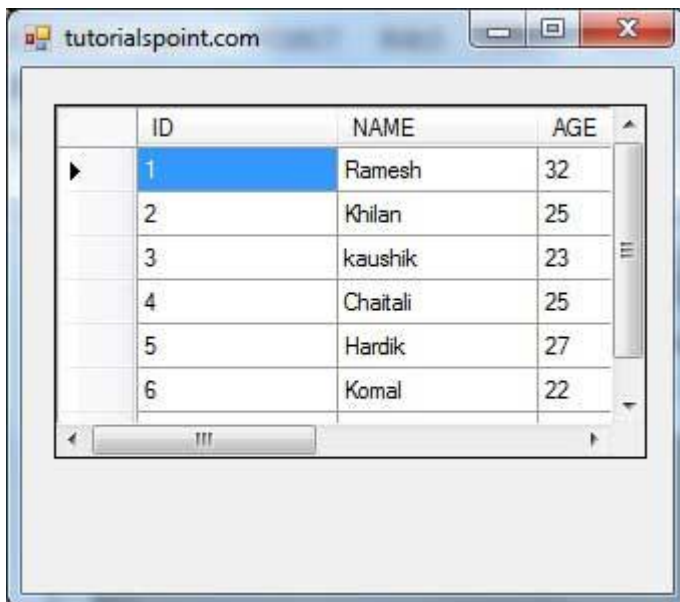 tutorialspoint.com
ID NAME AGE
1 Ramesh 32
2 Khilan 25
3 kaushik 23
4 Chaitali 25
5 Hardik 27
6 Komal 22